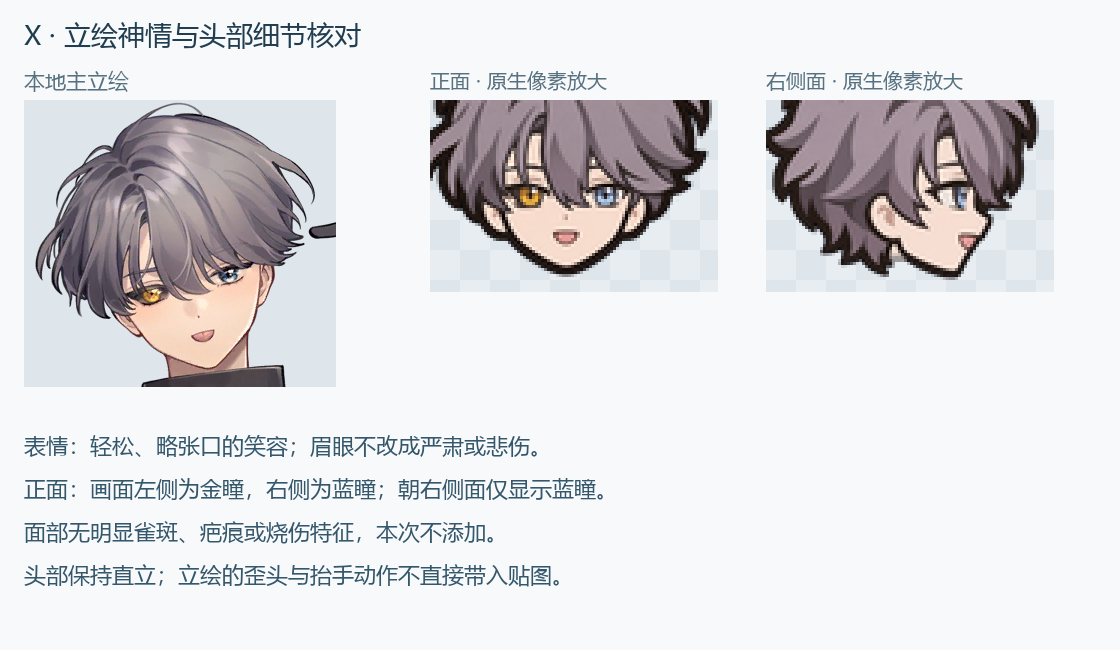 X · 立绘神情与头部细节核对
本地主立绘
正面 · 原生像素放大
右侧面 · 原生像素放大
表情：轻松、略张口的笑容；眉眼不改成严肃或悲伤。
正面：画面左侧为金瞳，右侧为蓝瞳；朝右侧面仅显示蓝瞳。
面部无明显雀斑、疤痕或烧伤特征，本次不添加。
头部保持直立；立绘的歪头与抬手动作不直接带入贴图。